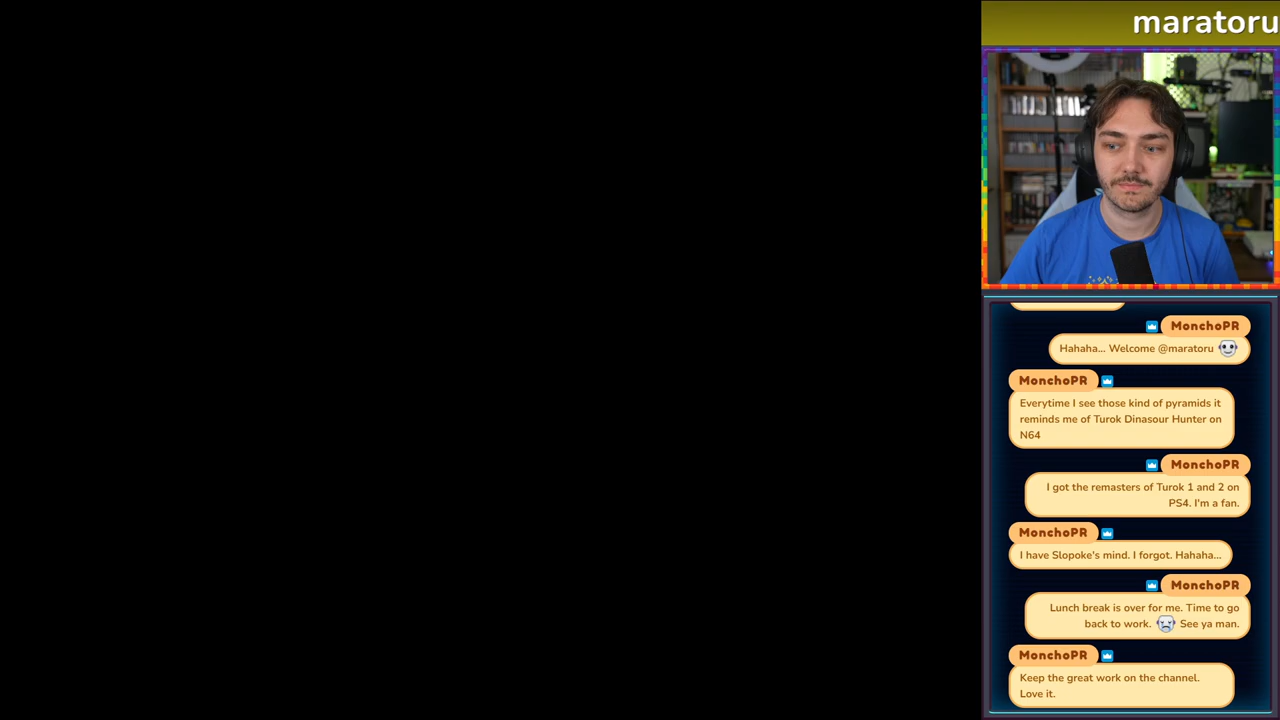 maratoru
MonchoPR
Hahaha... Welcome @maratoru
MonchoPR
Everytime I see those kind of pyramids it
reminds me of Turok Dinasour Hunter on
N64
MonchoPR
I got the remasters of Turok 1 and 2 on
PS4. I'm a fan.
MonchoPR
I have Slopoke's mind. I forgot. Hahaha...
MonchoPR
Lunch break is over for me. Time to go
back to work. See ya man.
MonchoPR
Keep the great work on the channel.
Love it.